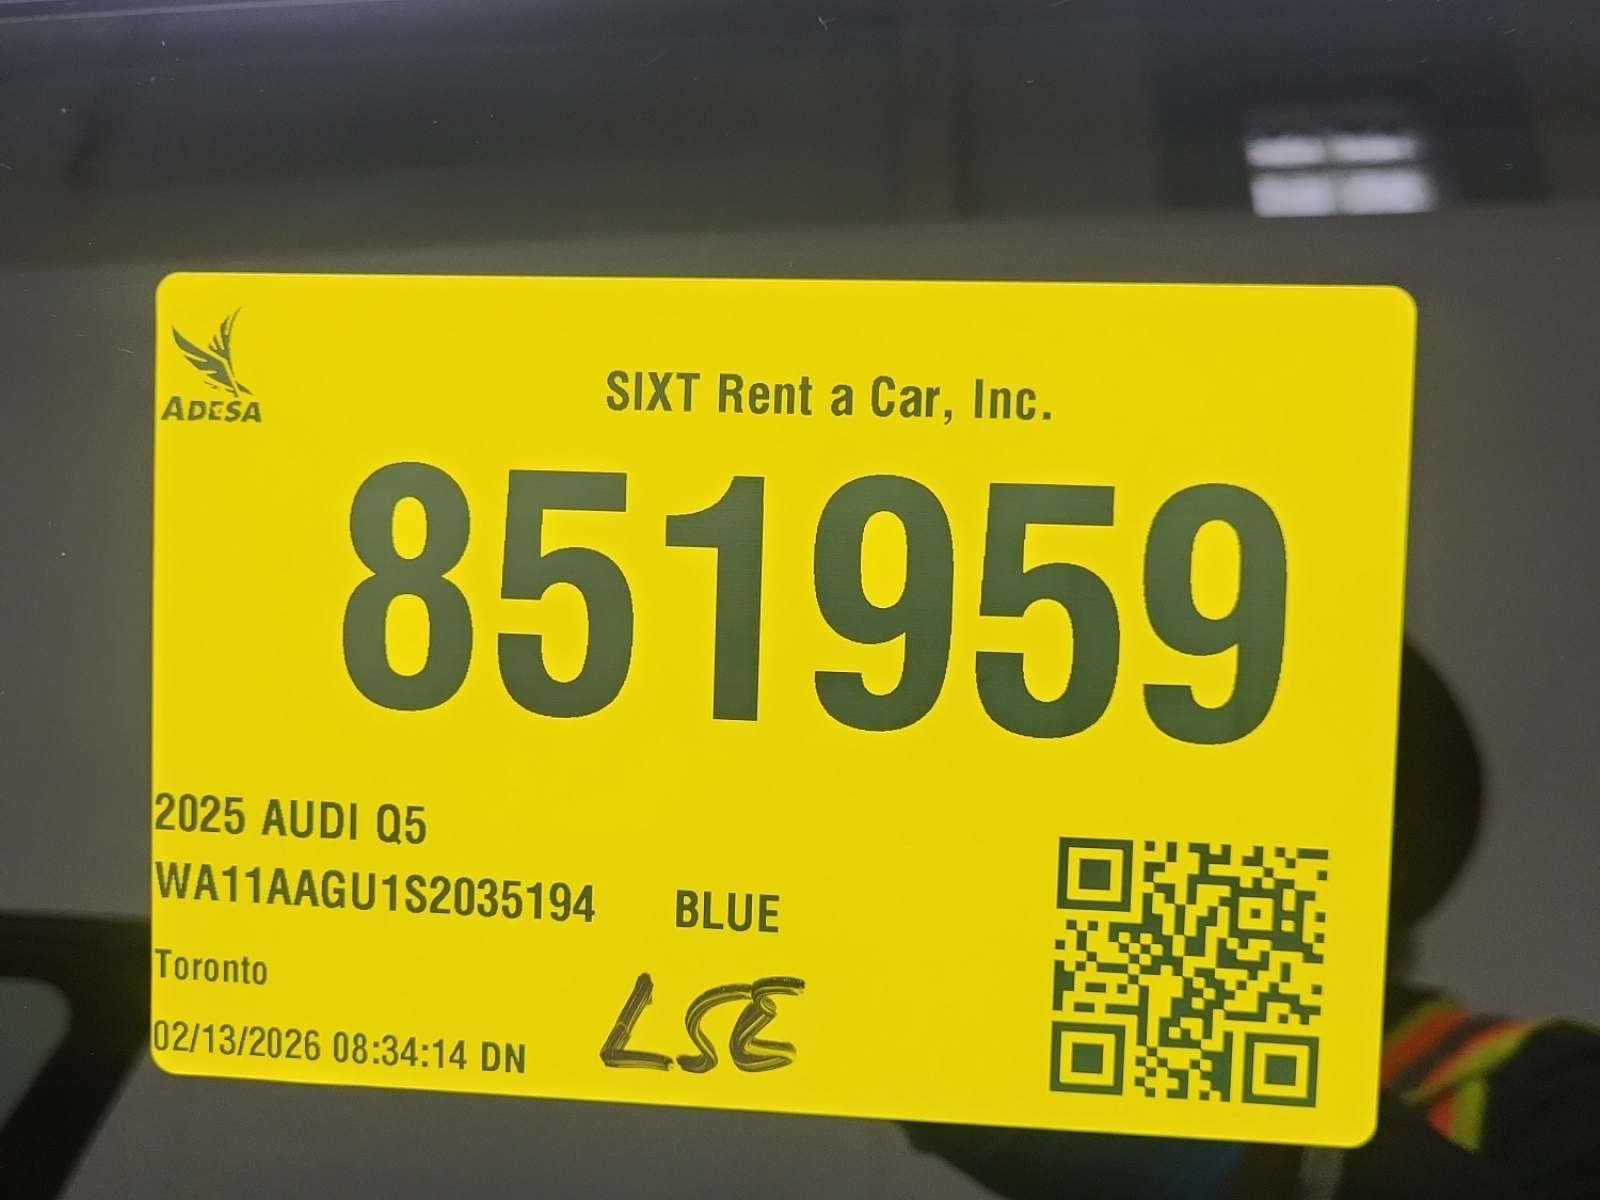 ADESA
SIXT Rent a Car, Inc.
851959
2025 AUDI Q5
WA11AAGU1S2035194 BLUE
Toronto
LSE
02/13/2026 08:34:14 DN